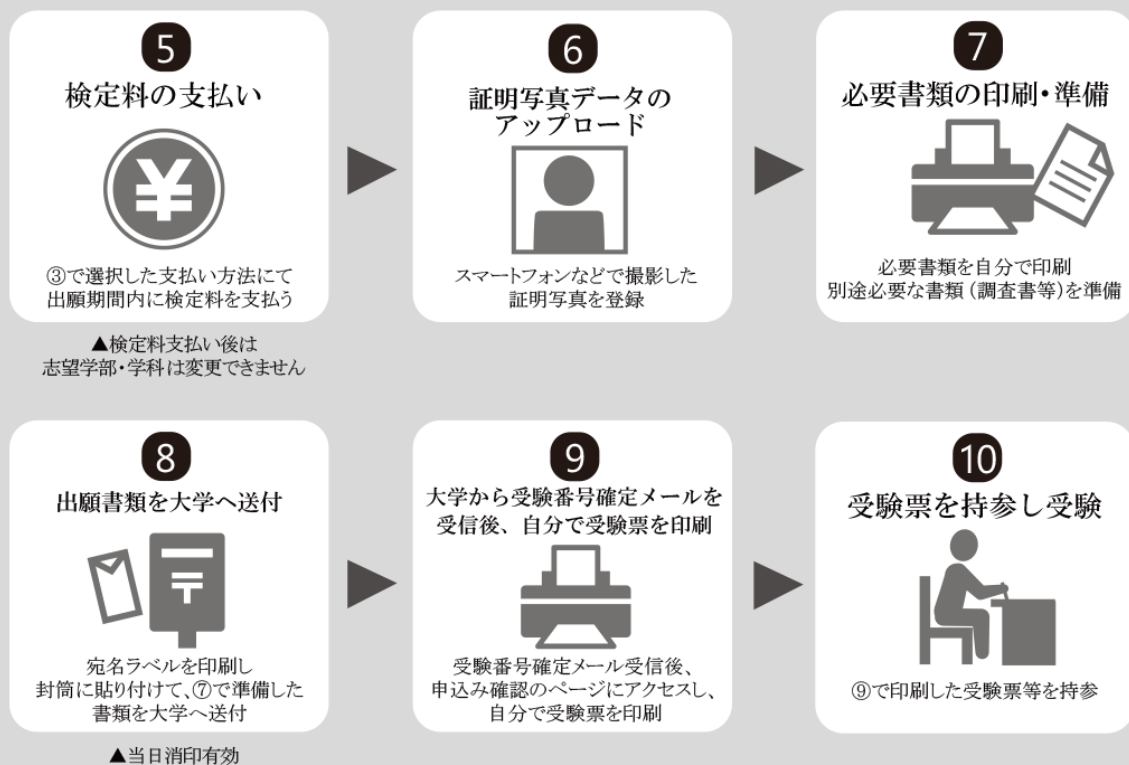 5
検定料の支払い
¥
③で選択した支払い方法にて
出願期間内に検定料を支払う
▲検定料支払い後は
志望学部・学科は変更できません
6
証明写真データの
アップロード
スマートフォンなどで撮影した
証明写真を登録
7
必要書類の印刷・準備
必要書類を自分で印刷
別途必要な書類（調査書等）を準備
8
出願書類を大学へ送付
〒
宛名ラベルを印刷し
封筒に貼り付けて、⑦で準備した
書類を大学へ送付
▲当日消印有効
9
大学から受験番号確定メールを
受信後、自分で受験票を印刷
受験番号確定メール受信後、
申込み確認のページにアクセスし、
自分で受験票を印刷
10
受験票を持参し受験
⑨で印刷した受験票等を持参